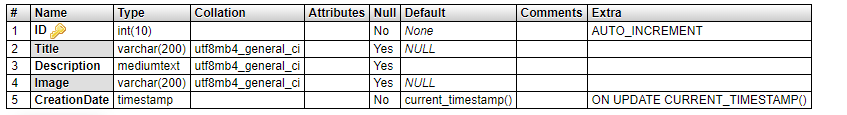 # Name Type Collation Attributes Null Default Comments Extra
1 ID int(10) No None AUTO_INCREMENT
2 Title varchar(200) utf8mb4_general_ci Yes NULL
3 Description mediumtext utf8mb4_general_ci Yes
4 Image varchar(200) utf8mb4_general_ci Yes NULL
5 CreationDate timestamp No current_timestamp() ON UPDATE CURRENT_TIMESTAMP()